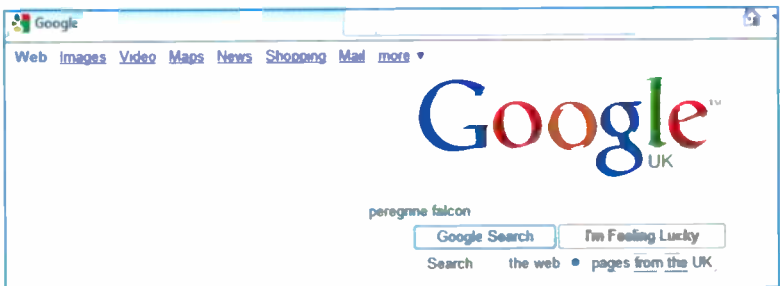 Google
Web Images Video Maps News Shopping Mail more
Google™
UK
peregrine falcon
Google Search I'm Feeling Lucky
Search the web pages from the UK